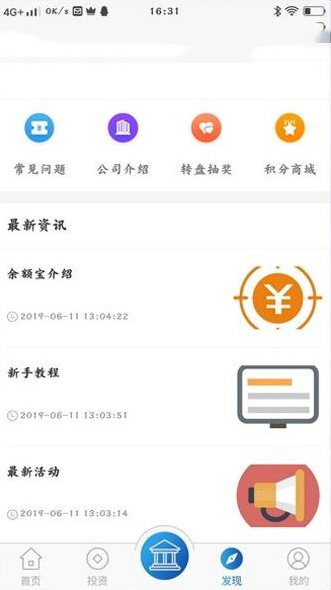 4G+ 0K/s 16:31
常见问题 公司介绍 转盘抽奖 积分商城
最新资讯
余额宝介绍
2019-06-11 13:04:22
新手教程
2019-06-11 13:03:51
最新活动
2019-06-11 13:03:14
首页 投资 发现 我的